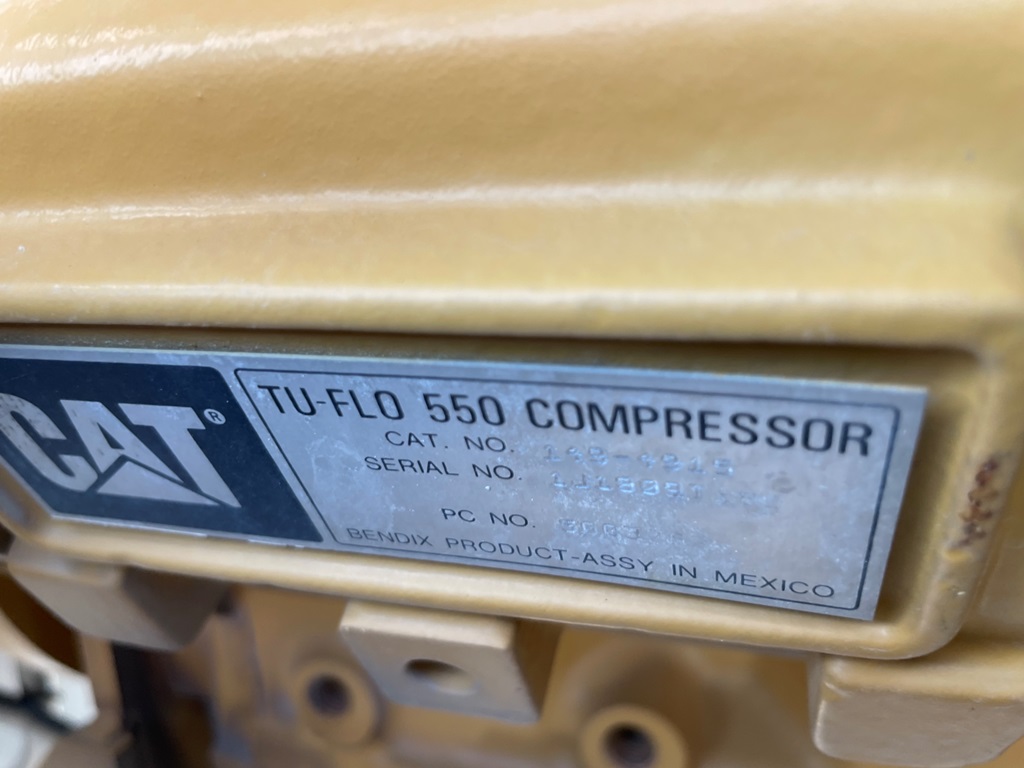 CAT®
TU-FLO 550 COMPRESSOR
CAT. NO.
SERIAL NO.
PC NO.
BENDIX PRODUCT-ASSY IN MEXICO